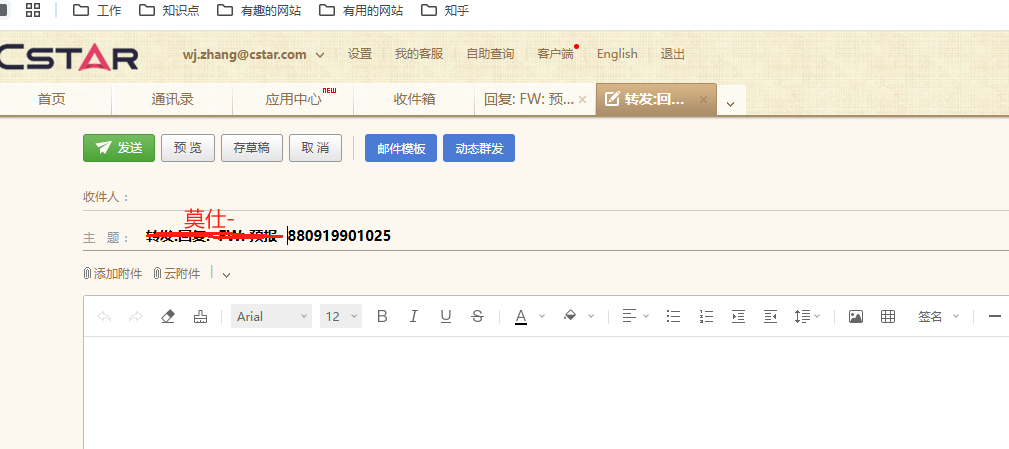 工作 知识点 有趣的网站 有用的网站 知乎
CSTAR wj.zhang@cstar.com 设置 我的客服 自助查询 客户端 English 退出
首页 通讯录 应用中心 NEW 收件箱 回复: FW: 预... × 转发:回... ×
发送 预览 存草稿 取消 邮件模板 动态群发
收件人：
莫仕-
主 题： 转发:回复: FW: 预报 880919901025
添加附件 云附件
Arial 12 B I U S A 签名